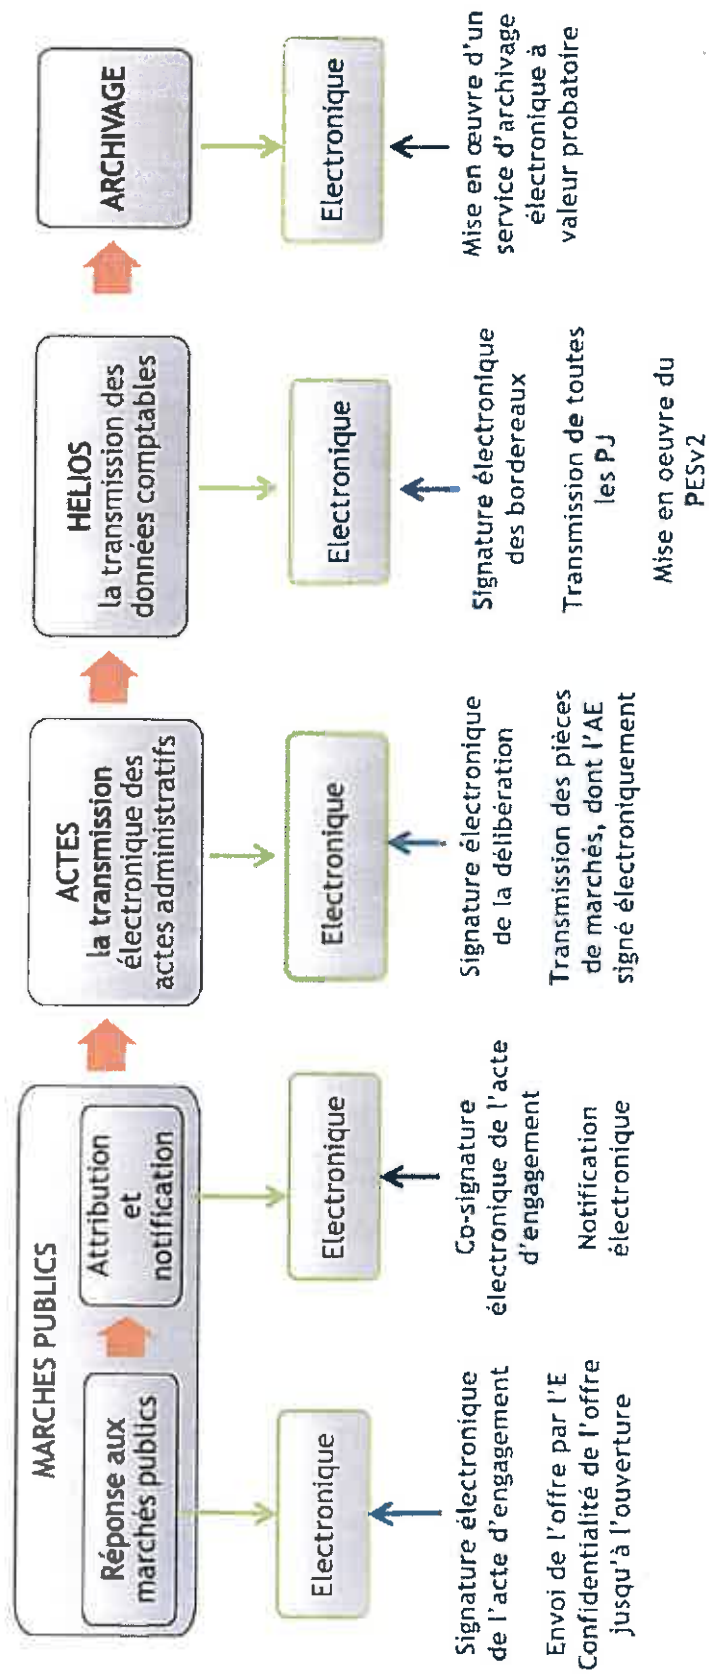 MARCHES PUBLICS
Réponse aux
marchés publics
Attribution
et
notification
ACTES
la transmission
électronique des
actes administratifs
HELIOS
la transmission des
données comptables
ARCHIVAGE
Electronique
Electronique
Electronique
Electronique
Electronique
Signature électronique
de l'acte d'engagement
Envoi de l'offre par l'E
Confidentialité de l'offre
jusqu'à l'ouverture
Co-signature
électronique de l'acte
d'engagement
Notification
électronique
Signature électronique
de la délibération
Transmission des pièces
de marchés, dont l'AE
signé électroniquement
Signature électronique
des bordereaux
Transmission de toutes
les PJ
Mise en oeuvre du
PESv2
Mise en œuvre d'un
service d'archivage
électronique à
valeur probatoire